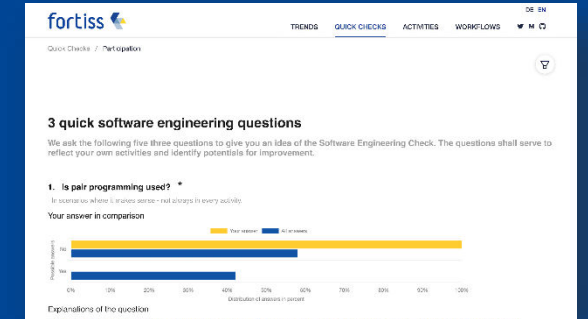 DE EN
fortiss
TRENDS QUICK CHECKS ACTIVITIES WORKFLOWS
Quick Checks / Participation
3 quick software engineering questions
We ask the following five three questions to give you an idea of the Software Engineering Check. The questions shall serve to
reflect your own activities and identify potentials for improvement.
1. Is pair programming used? *
In scenarios where it makes sense - not always in every activity.
Your answer in comparison
Your answer All answers
Possible answers
No
Yes
0% 10% 20% 30% 40% 50% 60% 70% 80% 90% 100%
Distribution of answers in percent
Explanations of the question